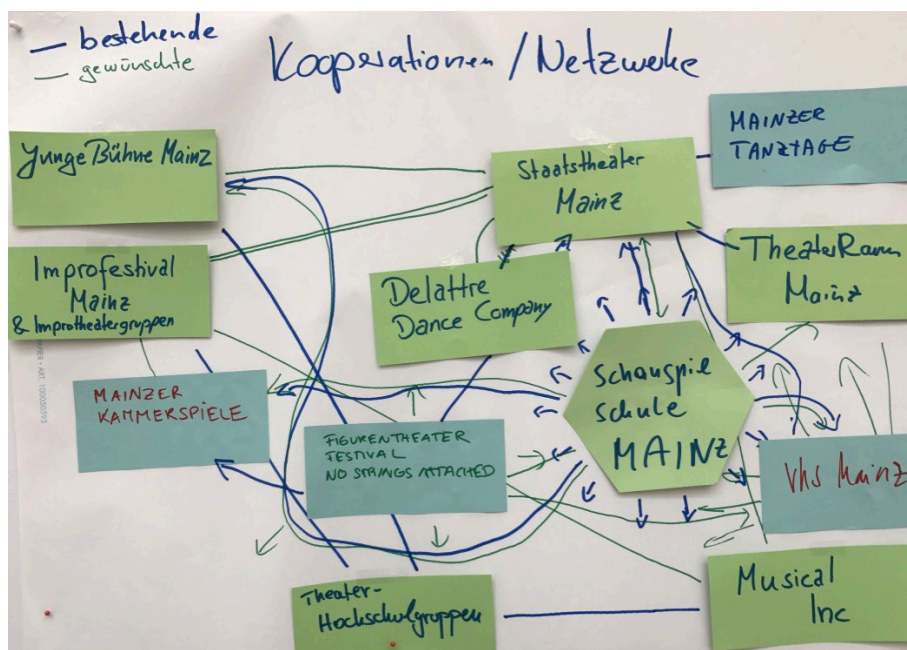 bestehende
gewünschte
Kooperationen / Netzwerke
Junge Bühne Mainz
Staatstheater
Mainz
MAINZER
TANZTAGE
Improfestival
Mainz
& Improtheatergruppen
Delattre
Dance Company
TheaterRaum
Mainz
MAINZER
KAMMERSPIELE
FIGURENTHEATER
FESTIVAL
NO STRINGS ATTACHED
Schauspiel
Schule
MAINZ
Vhs Mainz
Theater-
Hochschulgruppen
Musical
Inc